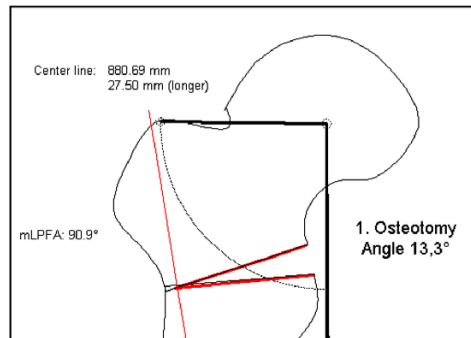 Center line: 880.69 mm
27.50 mm (longer)
mLPFA: 90.9°
1. Osteotomy
Angle 13,3°